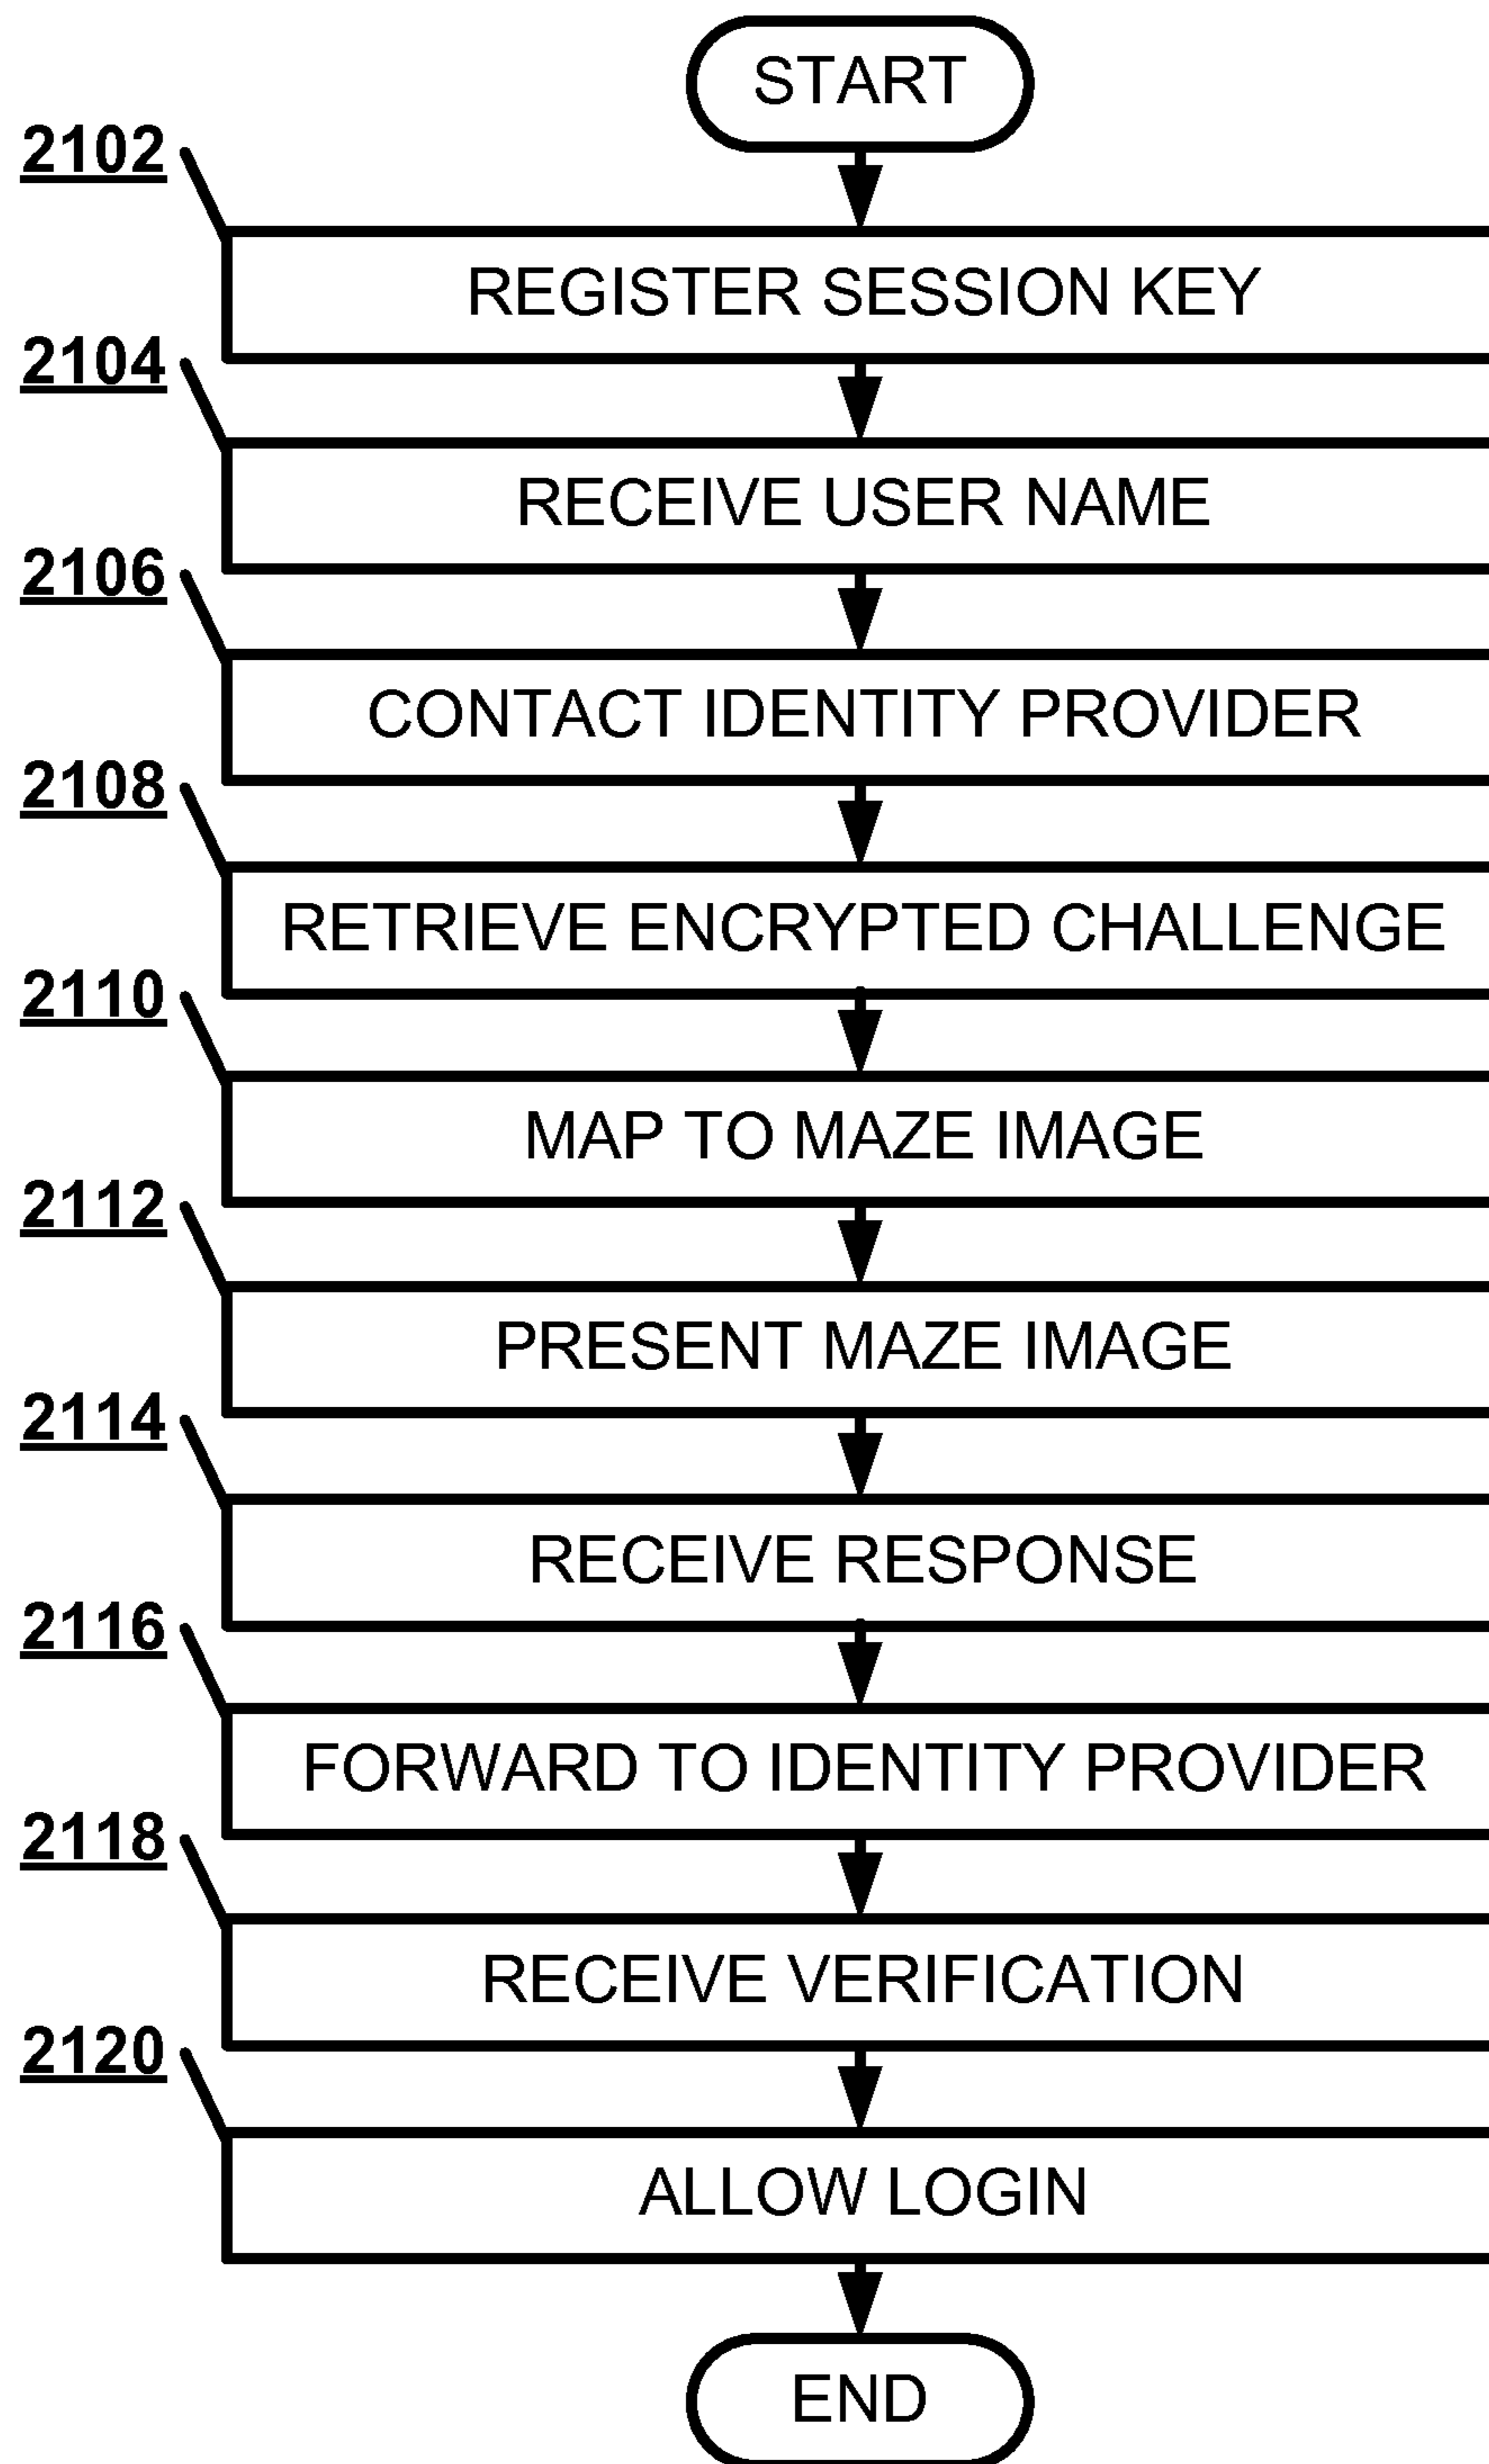 START
2102
REGISTER SESSION KEY
2104
RECEIVE USER NAME
2106
CONTACT IDENTITY PROVIDER
2108
RETRIEVE ENCRYPTED CHALLENGE
2110
MAP TO MAZE IMAGE
2112
PRESENT MAZE IMAGE
2114
RECEIVE RESPONSE
2116
FORWARD TO IDENTITY PROVIDER
2118
RECEIVE VERIFICATION
2120
ALLOW LOGIN
END